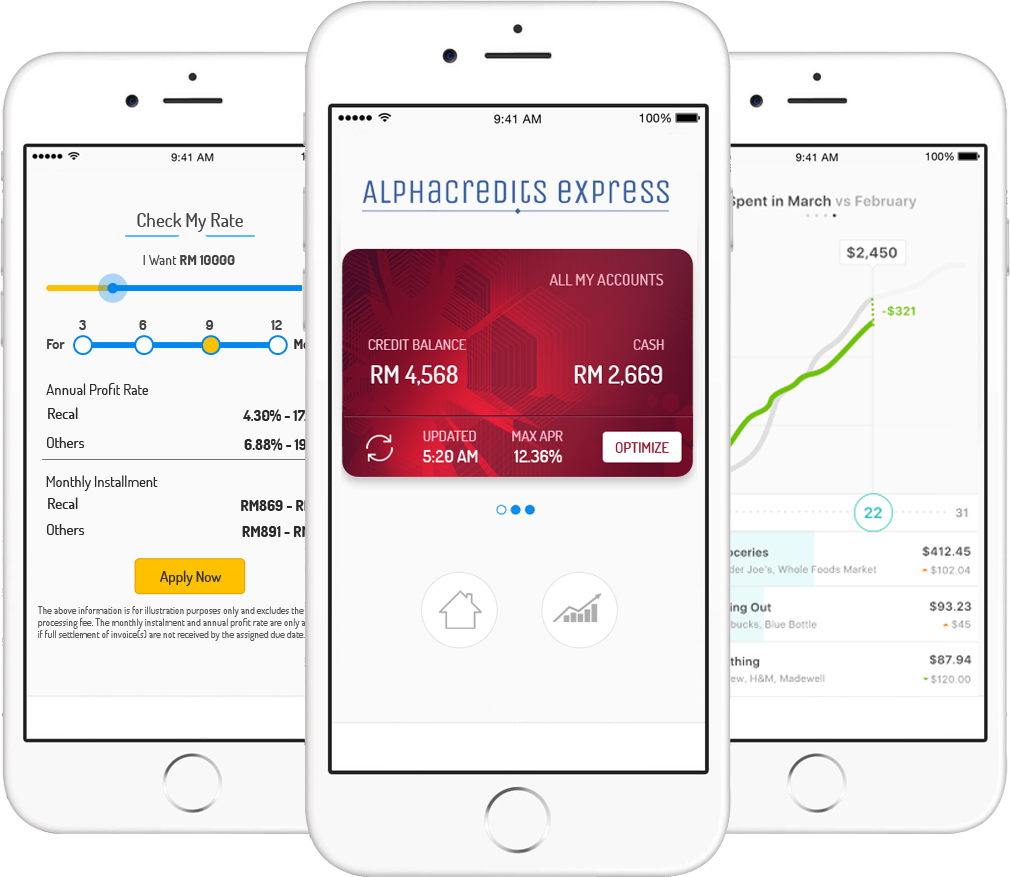 9:41 AM
Check My Rate
I Want RM 10000
3 6 9 12
For
Annual Profit Rate
Recal 4.30% - 17.
Others 6.88% - 19
Monthly Installment
Recal RM869 -
Others RM891 -
Apply Now
The above information is for illustration purposes only and excludes the
processing fee. The monthly instalment and annual profit rate are only
if full settlement of invoice(s) are not received by the assigned due date.
9:41 AM 100%
ALPHACREDITS EXPRESS
ALL MY ACCOUNTS
CREDIT BALANCE CASH
RM 4,568 RM 2,669
UPDATED MAX APR
5:20 AM 12.36%
OPTIMIZE
9:41 AM 100%
Spent in March vs February
$2,450
-$321
22 31
oceries $412.45
der Joe's, Whole Foods Market $102.04
ing Out $93.23
bucks, Blue Bottle $45
thing $87.94
ew, H&M, Madewell $120.00